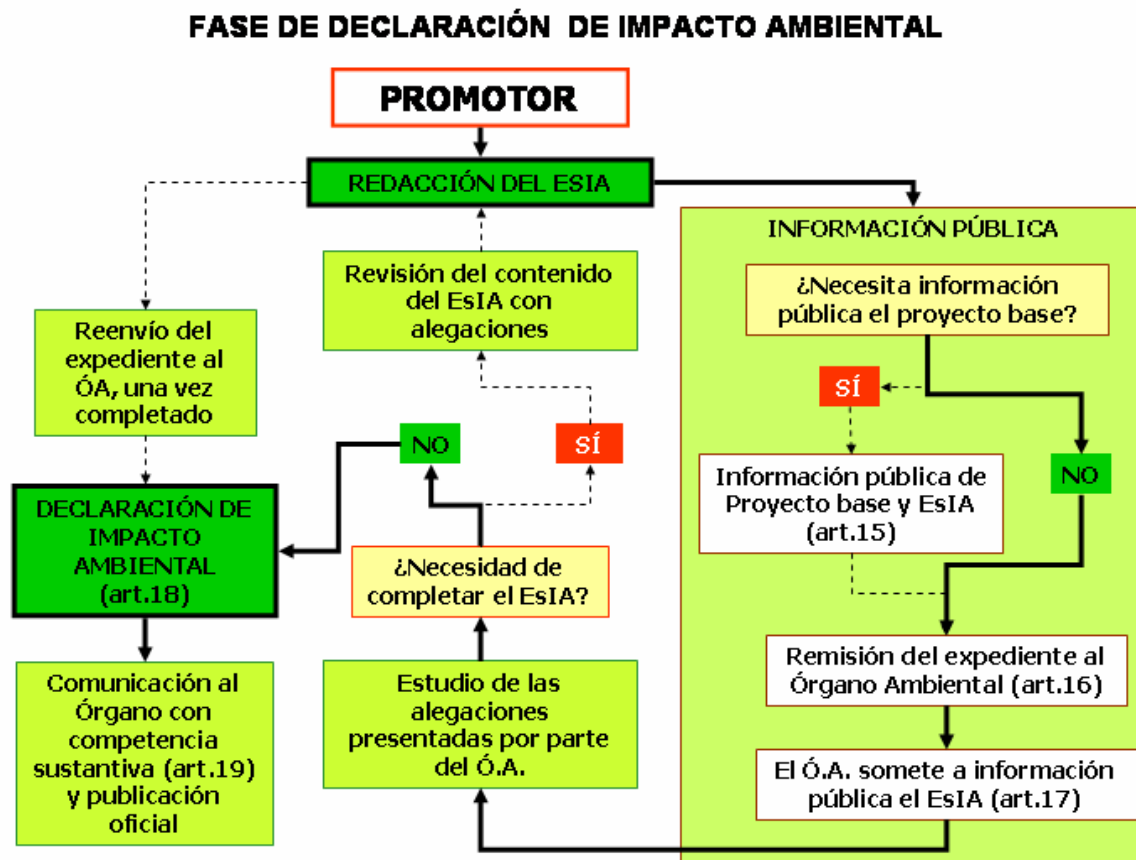 FASE DE DECLARACIÓN DE IMPACTO AMBIENTAL
PROMOTOR
REDACCIÓN DEL ESIA
INFORMACIÓN PÚBLICA
¿Necesita información
pública el proyecto base?
SÍ
NO
Información pública de
Proyecto base y EsIA
(art.15)
Remisión del expediente al
Órgano Ambiental (art.16)
El Ó.A. somete a información
pública el EsIA (art.17)
Estudio de las
alegaciones
presentadas por parte
del Ó.A.
¿Necesidad de
completar el EsIA?
NO
SÍ
Revisión del contenido
del EsIA con
alegaciones
Reenvío del
expediente al
ÓA, una vez
completado
DECLARACIÓN DE
IMPACTO
AMBIENTAL
(art.18)
Comunicación al
Órgano con
competencia
sustantiva (art.19)
y publicación
oficial